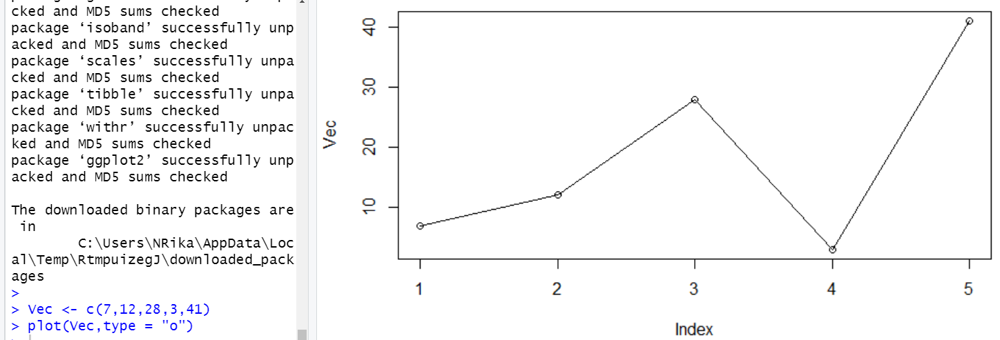 cked and MD5 sums checked
package ‘isoband’ successfully unp
acked and MD5 sums checked
package ‘scales’ successfully unpa
cked and MD5 sums checked
package ‘tibble’ successfully unpa
cked and MD5 sums checked
package ‘withr’ successfully unpac
ked and MD5 sums checked
package ‘ggplot2’ successfully unp
acked and MD5 sums checked
The downloaded binary packages are
in
C:\Users\NRika\AppData\Loc
al\Temp\RtmpuizegJ\downloaded_pack
ages
>
> Vec <- c(7,12,28,3,41)
> plot(Vec,type = "o")
Vec
40
30
20
10
1 2 3 4 5
Index